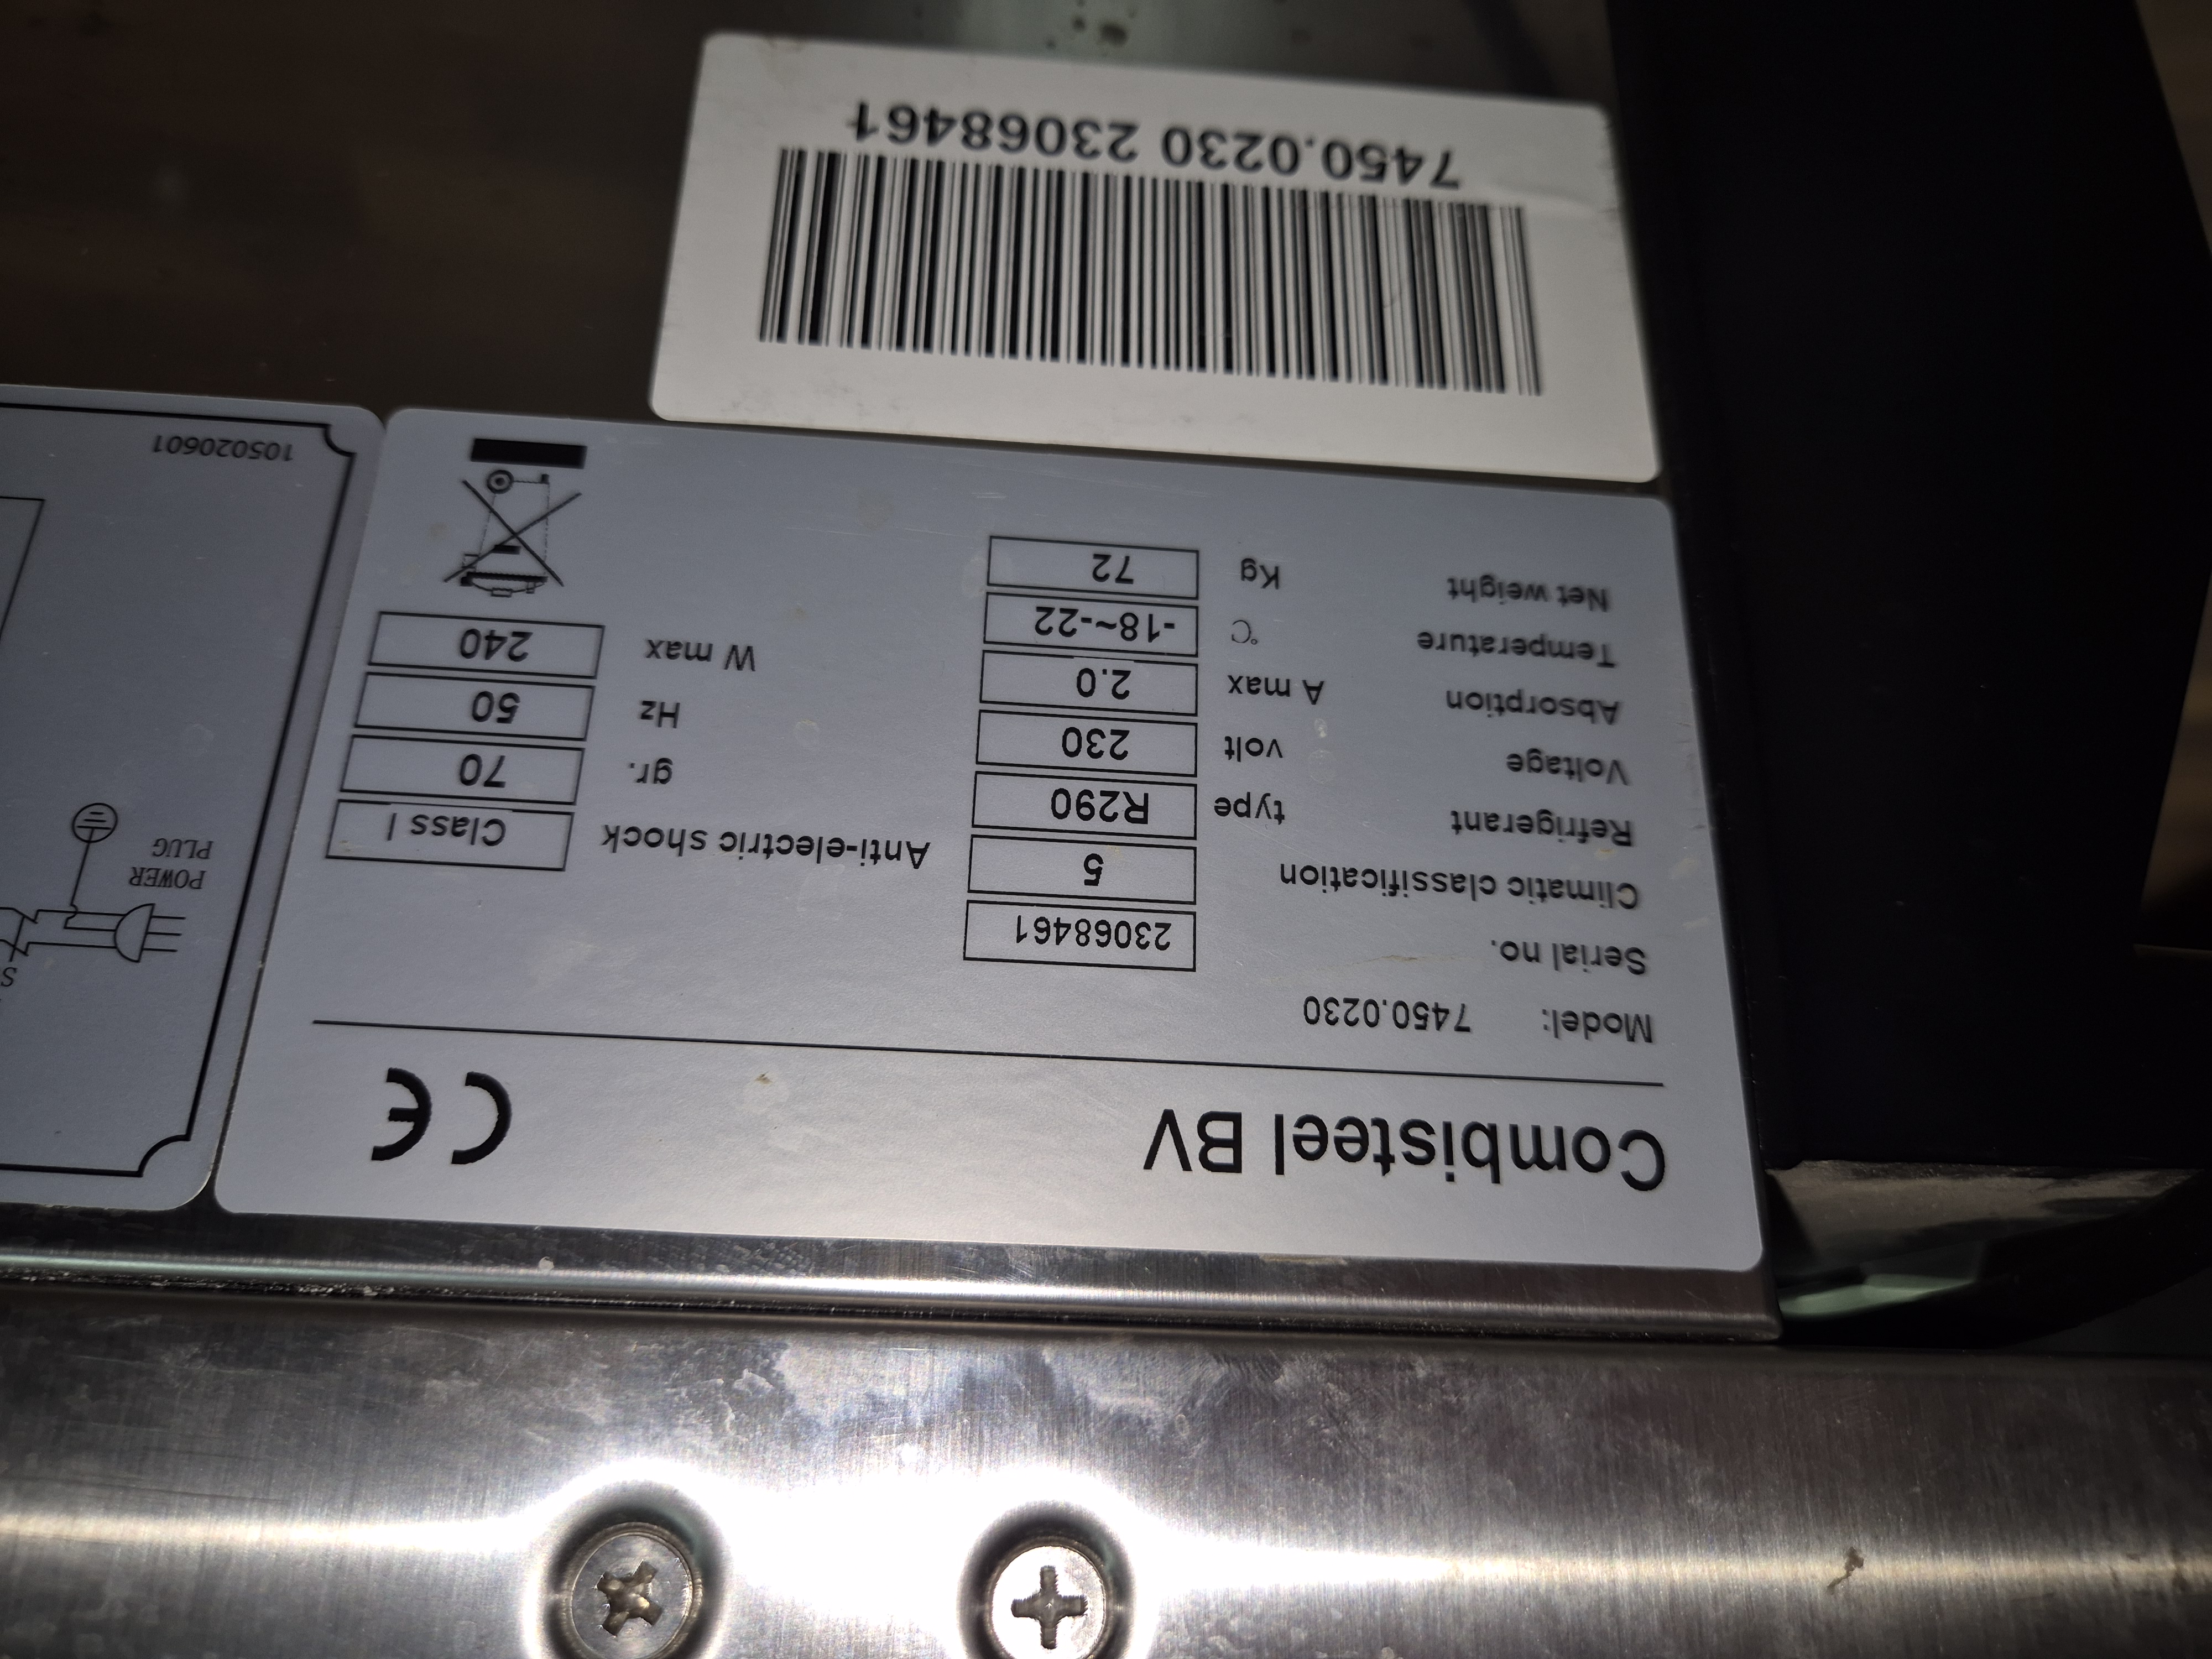 Combisteel BV
CE
Model: 7450.0230
Serial no. 23068461
Climatic classification 5 Anti-electric shock Class I
Refrigerant type R290 gr. 70
Voltage volt 230 Hz 50
Absorption A max 2.0 W max 240
Temperature °C -18~-22
Net weight Kg 72
7450.0230 23068461
POWER
PLUG
S
105020601